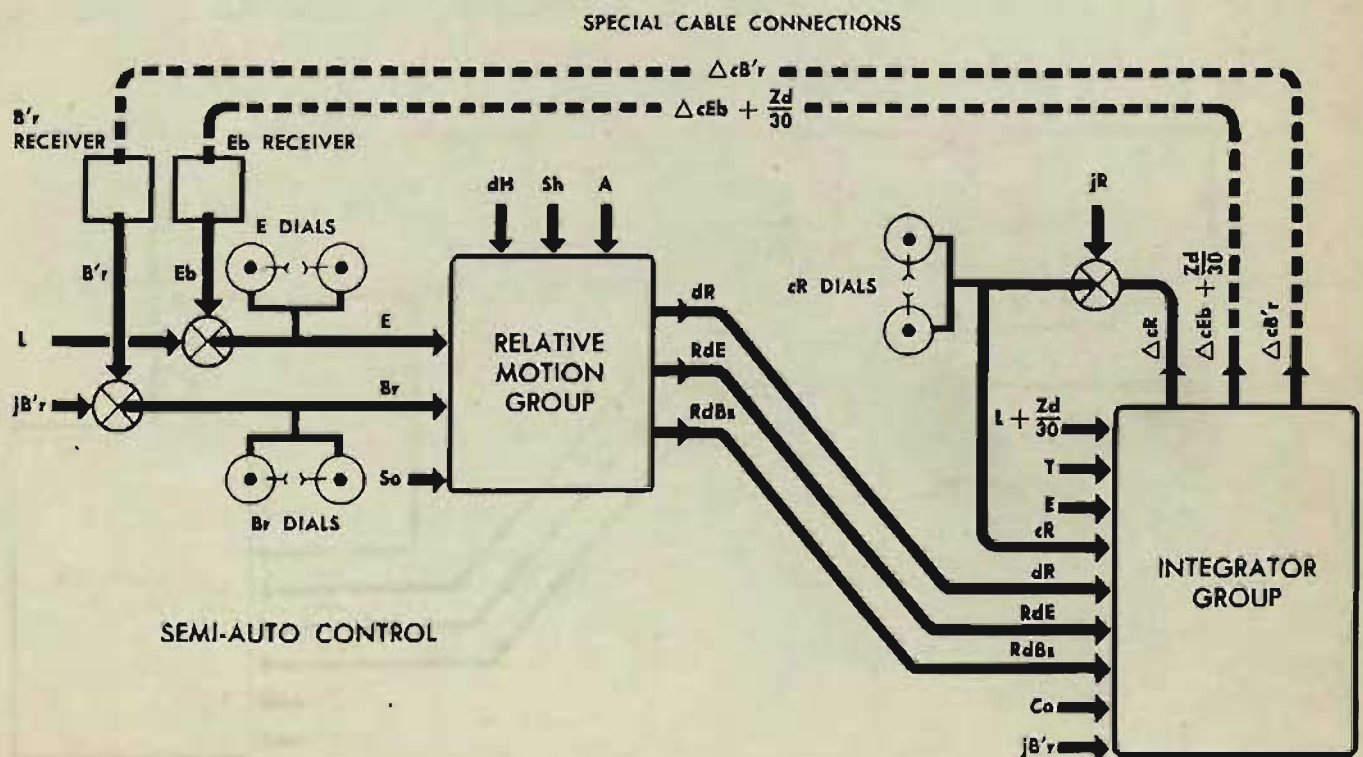 SPECIAL CABLE CONNECTIONS
△cB'r
△cEb + Zd/30
B'r
RECEIVER
Eb RECEIVER
dH
Sh
A
jR
E DIALS
B'r
Eb
cR DIALS
L
E
jB'r
Br
So
Br DIALS
RELATIVE
MOTION
GROUP
dR
RdE
RdBs
△cR
△cEb + Zd/30
△cB'r
L + Zd/30
T
E
cR
dR
RdE
RdBs
Co
jB'r
INTEGRATOR
GROUP
SEMI-AUTO CONTROL